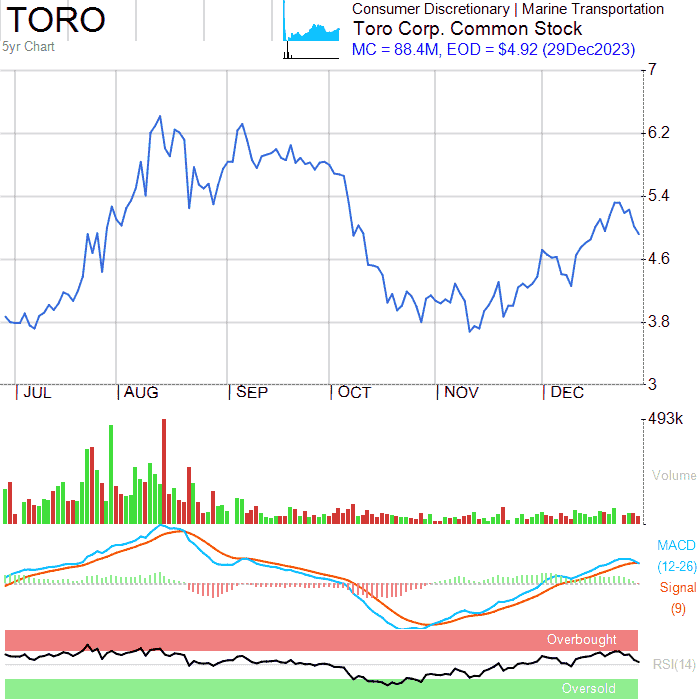 TORO
5yr Chart
Consumer Discretionary | Marine Transportation
Toro Corp. Common Stock
MC = 88.4M, EOD = $4.92 (29Dec2023)
7
6.2
5.4
4.6
3.8
3
JUL AUG SEP OCT NOV DEC
493k
Volume
MACD
(12-26)
Signal
(9)
Overbought
RSI(14)
Oversold